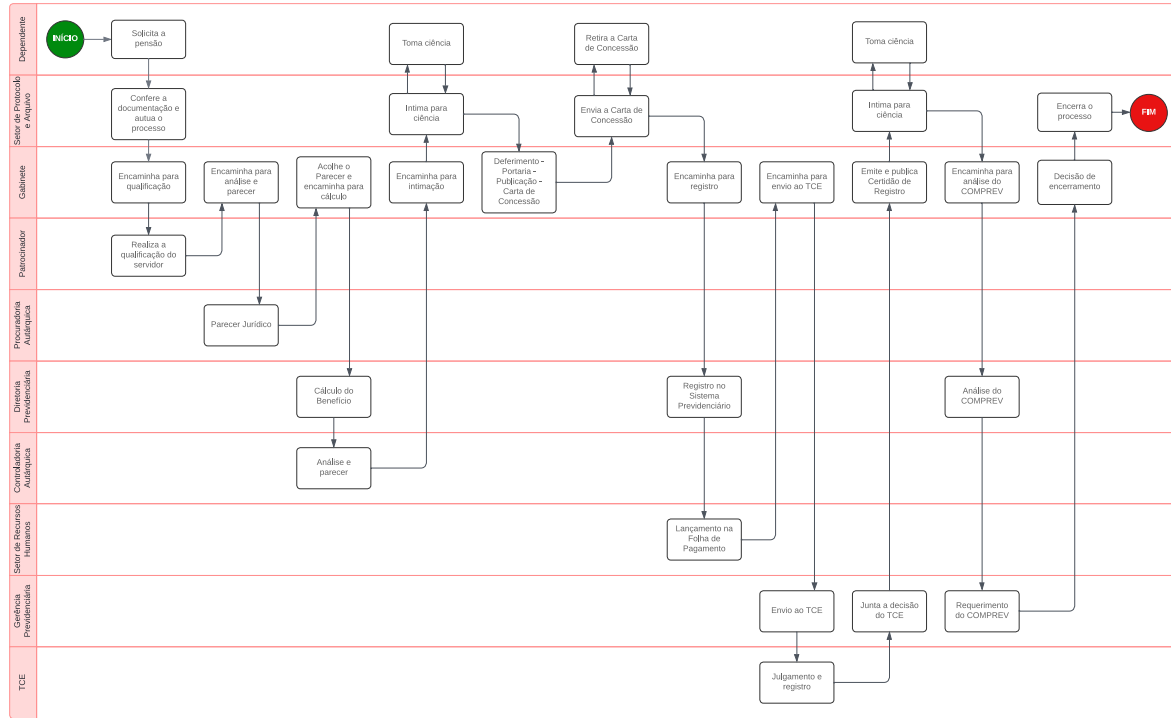 Dependente
INÍCIO
Solicita a
pensão
Toma ciência
Retira a Carta
de Concessão
Toma ciência
Setor de Protocolo
e Arquivo
Confere a
documentação e
autua o
processo
Intima para
ciência
Envia a Carta de
Concessão
Intima para
ciência
Encerra o
processo
FIM
Gabinete
Encaminha para
qualificação
Encaminha para
análise e
parecer
Acolhe o
Parecer e
encaminha para
cálculo
Encaminha para
intimação
Deferimento -
Portaria -
Publicação -
Carta de
Concessão
Encaminha para
registro
Encaminha para
envio ao TCE
Emite e publica
Certidão de
Registro
Encaminha para
análise do
COMPREV
Decisão de
encerramento
Patrocinador
Realiza a
qualificação do
servidor
Procuradoria
Autárquica
Parecer Jurídico
Diretoria
Previdenciária
Cálculo do
Benefício
Registro no
Sistema
Previdenciário
Análise do
COMPREV
Controladoria
Autárquica
Análise e
parecer
Setor de Recursos
Humanos
Lançamento na
Folha de
Pagamento
Gerência
Previdenciária
Envio ao TCE
Junta a decisão
do TCE
Requerimento
do COMPREV
TCE
Julgamento e
registro